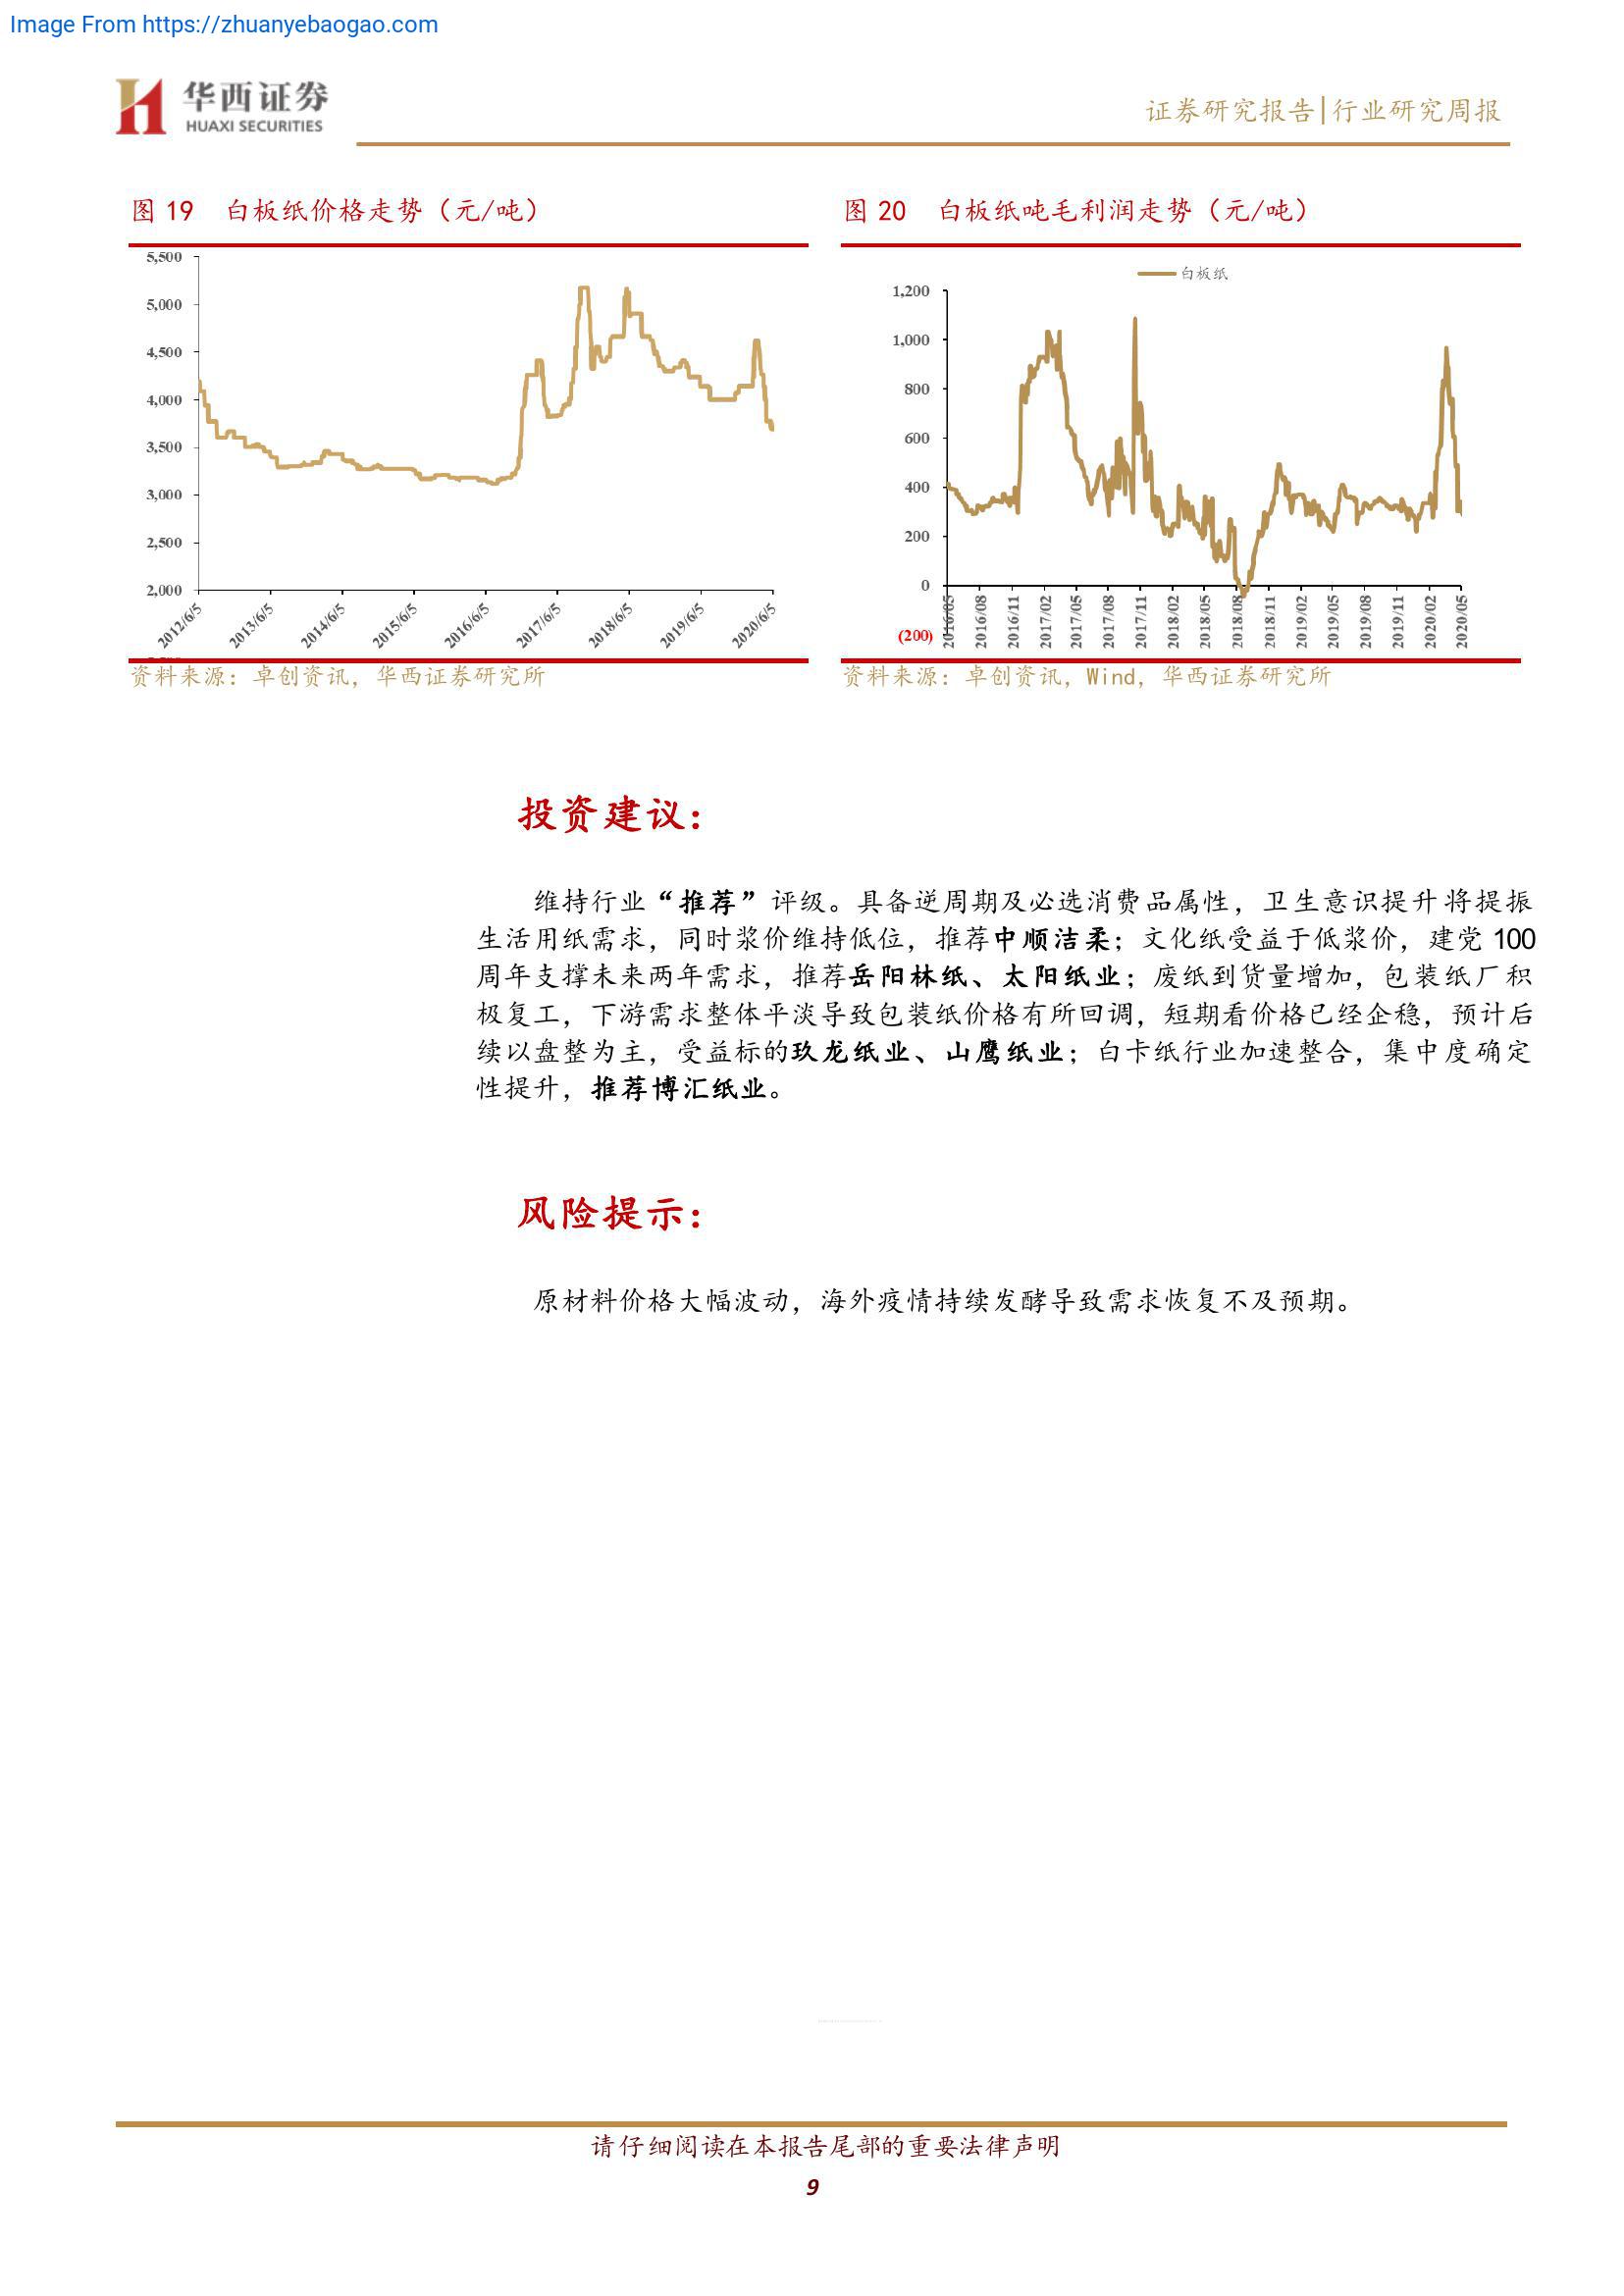 Image From https://zhuanyebaogao.com
华西证券
HUAXI SECURITIES
证券研究报告|行业研究周报
图 19 白板纸价格走势（元/吨）
5,500
5,000
4,500
4,000
3,500
3,000
2,500
2,000
2012/6/5
2013/6/5
2014/6/5
2015/6/5
2016/6/5
2017/6/5
2018/6/5
2019/6/5
2020/6/5
资料来源：卓创资讯，华西证券研究所
图 20 白板纸吨毛利润走势（元/吨）
白板纸
1,200
1,000
800
600
400
200
0
(200)
2016/05
2016/08
2016/11
2017/02
2017/05
2017/08
2017/11
2018/02
2018/05
2018/08
2018/11
2019/02
2019/05
2019/08
2019/11
2020/02
2020/05
资料来源：卓创资讯，Wind，华西证券研究所
投资建议：
维持行业“推荐”评级。具备逆周期及必选消费品属性，卫生意识提升将提振
生活用纸需求，同时浆价维持低位，推荐中顺洁柔；文化纸受益于低浆价，建党 100
周年支撑未来两年需求，推荐岳阳林纸、太阳纸业；废纸到货量增加，包装纸厂积
极复工，下游需求整体平淡导致包装纸价格有所回调，短期看价格已经企稳，预计后
续以盘整为主，受益标的玖龙纸业、山鹰纸业；白卡纸行业加速整合，集中度确定
性提升，推荐博汇纸业。
风险提示：
原材料价格大幅波动，海外疫情持续发酵导致需求恢复不及预期。
请仔细阅读在本报告尾部的重要法律声明
9